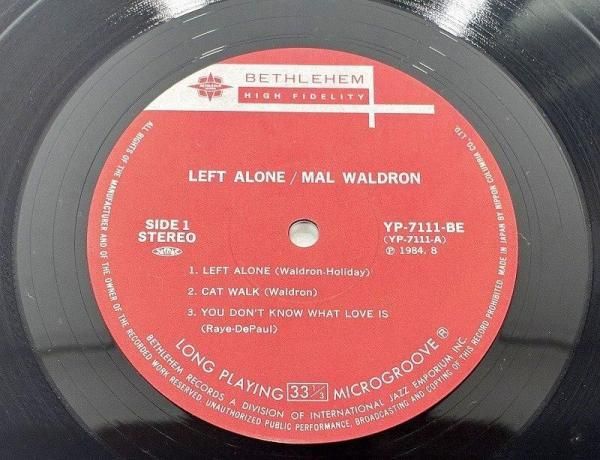 BETHLEHEM
HIGH FIDELITY
LEFT ALONE / MAL WALDRON
SIDE 1
STEREO
YP-7111-BE
(YP-7111-A)
Ⓟ 1984. 8
1. LEFT ALONE (Waldron-Holiday)
2. CAT WALK (Waldron)
3. YOU DON'T KNOW WHAT LOVE IS
(Raye-DePaul)
LONG PLAYING 33 1/3 MICROGROOVE ®
BETHLEHEM RECORDS A DIVISION OF INTERNATIONAL JAZZ EMPORIUM INC
ALL RIGHTS OF THE MANUFACTURER AND OF THE OWNER OF THE RECORDED WORK RESERVED. UNAUTHORIZED PUBLIC PERFORMANCE, BROADCASTING AND COPYING OF THIS RECORD PROHIBITED. MADE IN JAPAN BY NIPPON COLUMBIA CO., LTD.